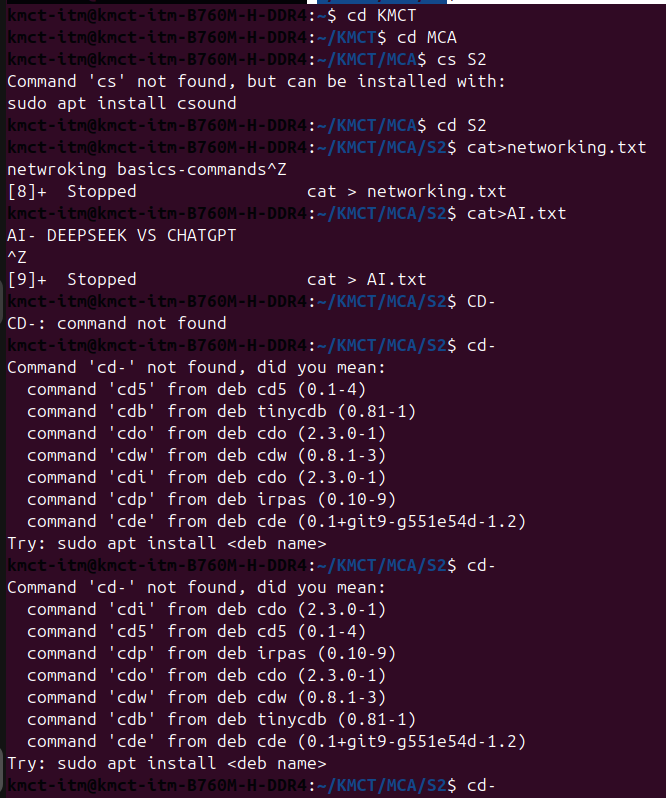 kmct-itm@kmct-itm-B760M-H-DDR4:~$ cd KMCT
kmct-itm@kmct-itm-B760M-H-DDR4:~/KMCT$ cd MCA
kmct-itm@kmct-itm-B760M-H-DDR4:~/KMCT/MCA$ cs S2
Command 'cs' not found, but can be installed with:
sudo apt install csound
kmct-itm@kmct-itm-B760M-H-DDR4:~/KMCT/MCA$ cd S2
kmct-itm@kmct-itm-B760M-H-DDR4:~/KMCT/MCA/S2$ cat>networking.txt
netwroking basics-commands^Z
[8]+  Stopped                 cat > networking.txt
kmct-itm@kmct-itm-B760M-H-DDR4:~/KMCT/MCA/S2$ cat>AI.txt
AI- DEEPSEEK VS CHATGPT
^Z
[9]+  Stopped                 cat > AI.txt
kmct-itm@kmct-itm-B760M-H-DDR4:~/KMCT/MCA/S2$ CD-
CD-: command not found
kmct-itm@kmct-itm-B760M-H-DDR4:~/KMCT/MCA/S2$ cd-
Command 'cd-' not found, did you mean:
  command 'cd5' from deb cd5 (0.1-4)
  command 'cdb' from deb tinycdb (0.81-1)
  command 'cdo' from deb cdo (2.3.0-1)
  command 'cdw' from deb cdw (0.8.1-3)
  command 'cdi' from deb cdo (2.3.0-1)
  command 'cdp' from deb irpas (0.10-9)
  command 'cde' from deb cde (0.1+git9-g551e54d-1.2)
Try: sudo apt install <deb name>
kmct-itm@kmct-itm-B760M-H-DDR4:~/KMCT/MCA/S2$ cd-
Command 'cd-' not found, did you mean:
  command 'cdi' from deb cdo (2.3.0-1)
  command 'cd5' from deb cd5 (0.1-4)
  command 'cdp' from deb irpas (0.10-9)
  command 'cdo' from deb cdo (2.3.0-1)
  command 'cdw' from deb cdw (0.8.1-3)
  command 'cdb' from deb tinycdb (0.81-1)
  command 'cde' from deb cde (0.1+git9-g551e54d-1.2)
Try: sudo apt install <deb name>
kmct-itm@kmct-itm-B760M-H-DDR4:~/KMCT/MCA/S2$ cd-